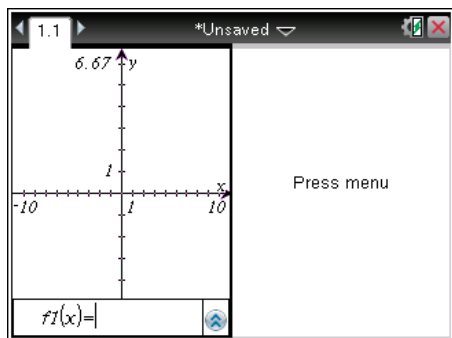 1.1 *Unsaved
6.67 y
1
x
-10 1 10
Press menu
f1(x)=